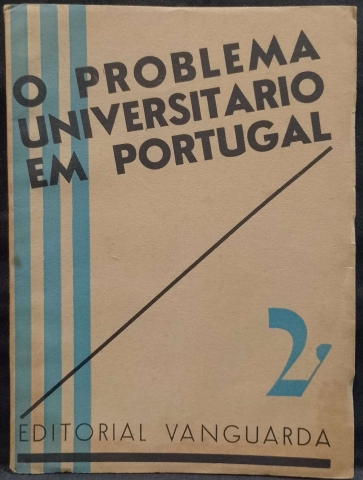 O PROBLEMA
UNIVERSITARIO
EM PORTUGAL
2
EDITORIAL VANGUARDA